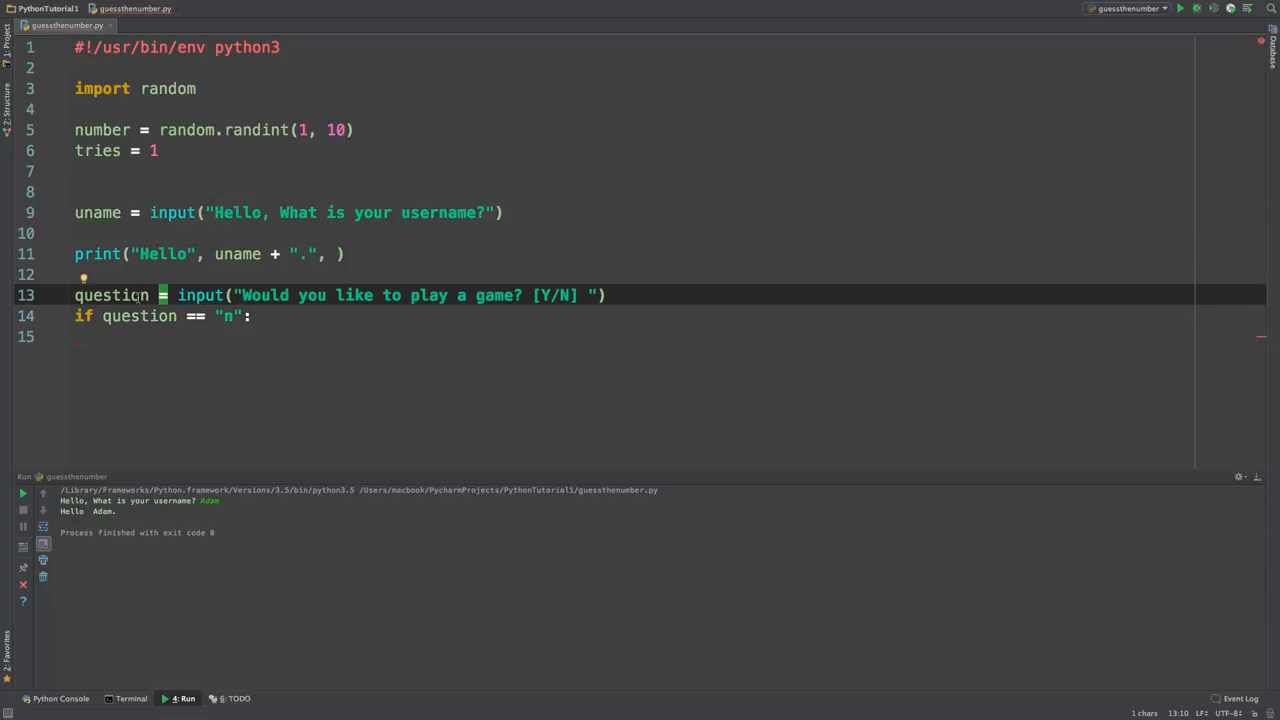 PythonTutorial1 guessthenumber.py guessthenumber
guessthenumber.py
1: Project
Z: Structure
2: Favorites
Database
1 #!/usr/bin/env python3
2
3 import random
4
5 number = random.randint(1, 10)
6 tries = 1
7
8
9 uname = input("Hello, What is your username?")
10
11 print("Hello", uname + ".", )
12
13 question = input("Would you like to play a game? [Y/N] ")
14 if question == "n":
15
Run guessthenumber
/Library/Frameworks/Python.framework/Versions/3.5/bin/python3.5 /Users/macbook/PycharmProjects/PythonTutorial1/guessthenumber.py
Hello, What is your username? Adam
Hello  Adam.
Process finished with exit code 0
Python Console Terminal 4: Run 6: TODO Event Log
1 chars 13:10 LF UTF-8